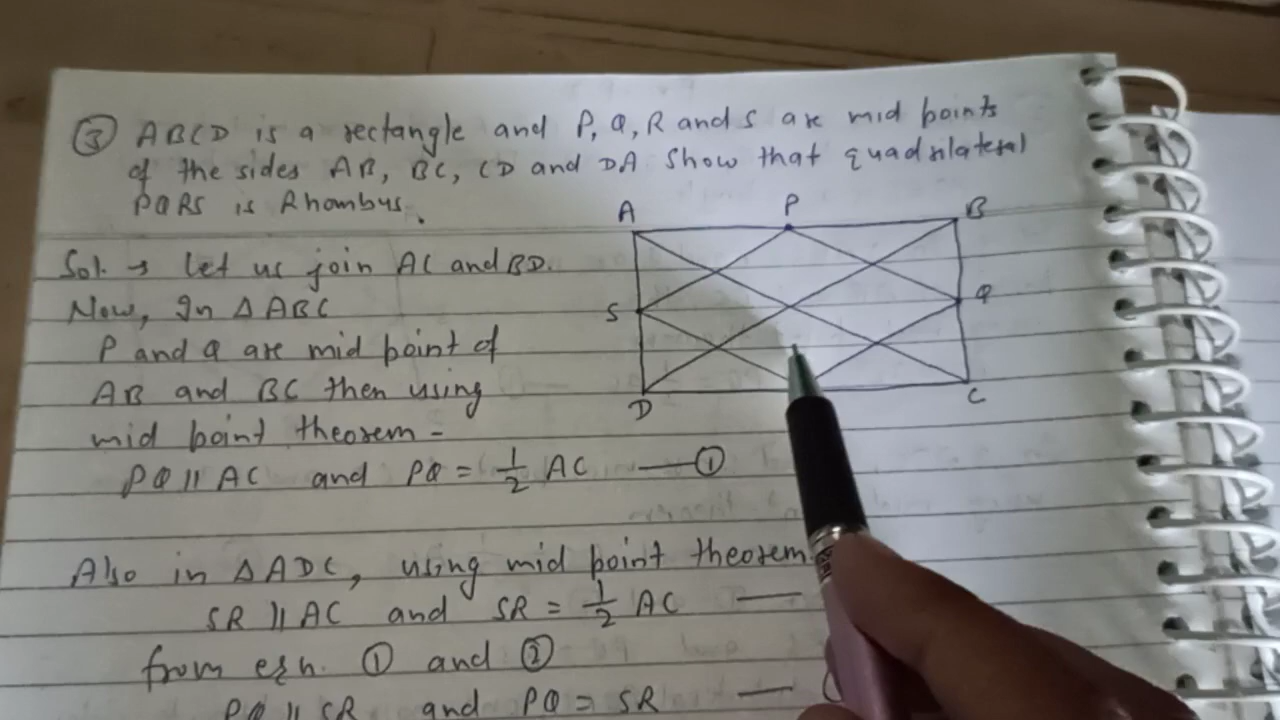 ③ ABCD is a rectangle and P, Q, R and S are mid points
of the sides AB, BC, CD and DA Show that quadrilateral
PQRS is Rhombus.
A P B
Sol. → Let us join AC and BD.
Now, In △ABC
S Q
P and Q are mid point of
AB and BC then using
D C
mid point theorem -
PQ || AC and PQ = 1/2 AC —①
Also in △ADC, using mid point theorem
SR || AC and SR = 1/2 AC —
from eqn. ① and ②
PQ || SR and PQ = SR —